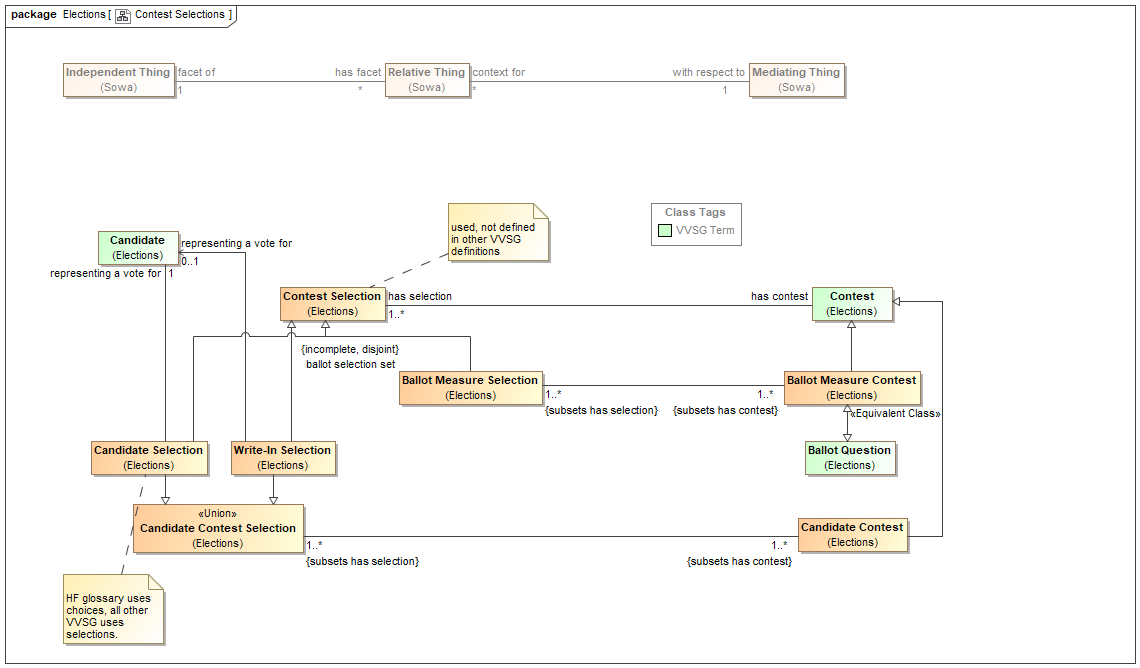 package Elections [ Contest Selections ]
Independent Thing
(Sowa)
facet of
1
has facet
*
Relative Thing
(Sowa)
context for
*
with respect to
1
Mediating Thing
(Sowa)
used, not defined
in other VVSG
definitions
Class Tags
VVSG Term
Candidate
(Elections)
representing a vote for
0..1
representing a vote for
1
Contest Selection
(Elections)
has selection
1..*
has contest
Contest
(Elections)
{incomplete, disjoint}
ballot selection set
Ballot Measure Selection
(Elections)
1..*
{subsets has selection}
1..*
{subsets has contest}
Ballot Measure Contest
(Elections)
«Equivalent Class»
Ballot Question
(Elections)
Candidate Selection
(Elections)
Write-In Selection
(Elections)
«Union»
Candidate Contest Selection
(Elections)
1..*
{subsets has selection}
1..*
{subsets has contest}
Candidate Contest
(Elections)
HF glossary uses
choices, all other
VVSG uses
selections.